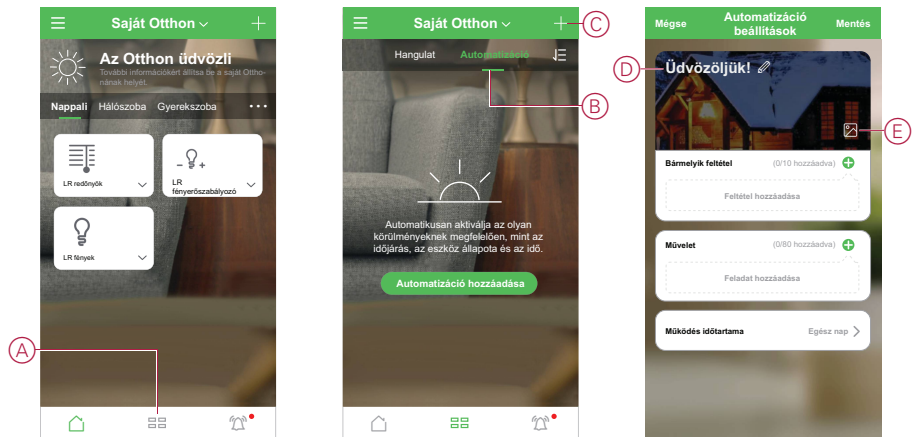 Saját Otthon
Az Otthon üdvözli
További információkért állítsa be a saját Ottho-
nának helyét.
Nappali Hálószoba Gyerekszoba
LR redőnyök
LR
fényerőszabályozó
LR fények
A
Saját Otthon
C
Hangulat Automatizáció
B
Automatikusan aktiválja az olyan
körülményeknek megfelelően, mint az
időjárás, az eszköz állapota és az idő.
Automatizáció hozzáadása
Mégse
Automatizáció
beállítások
Mentés
D
Üdvözöljük!
E
Bármelyik feltétel (0/10 hozzáadva)
Feltétel hozzáadása
Művelet (0/80 hozzáadva)
Feladat hozzáadása
Működés időtartama Egész nap